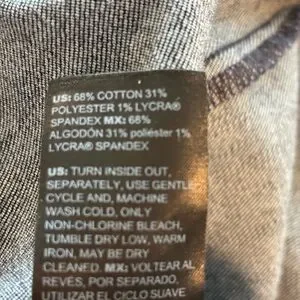 US: 68% COTTON 31%
POLYESTER 1% LYCRA®
SPANDEX MX: 68%
ALGODÓN 31% poliéster 1%
LYCRA® SPANDEX
US: TURN INSIDE OUT,
SEPARATELY, USE GENTLE
CYCLE AND, MACHINE
WASH COLD, ONLY
NON-CHLORINE BLEACH,
TUMBLE DRY LOW, WARM
IRON, MAY BE DRY
CLEANED. MX: VOLTEAR AL
REVES, POR SEPARADO,
UTILIZAR EL CICLO SUAVE